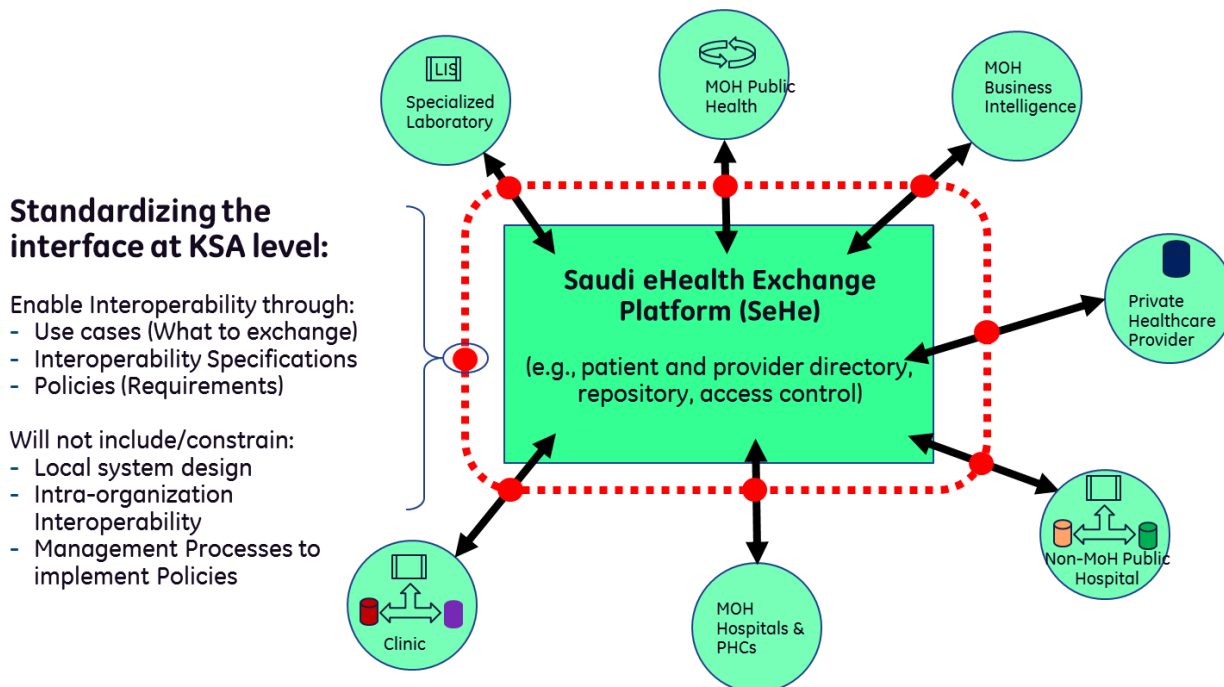 LIS
Specialized
Laboratory
MOH Public
Health
MOH
Business
Intelligence
Standardizing the
interface at KSA level:
Enable Interoperability through:
- Use cases (What to exchange)
- Interoperability Specifications
- Policies (Requirements)
Will not include/constrain:
- Local system design
- Intra-organization
Interoperability
- Management Processes to
implement Policies
Saudi eHealth Exchange
Platform (SeHe)
(e.g., patient and provider directory,
repository, access control)
Private
Healthcare
Provider
Non-MoH Public
Hospital
MOH
Hospitals &
PHCs
Clinic